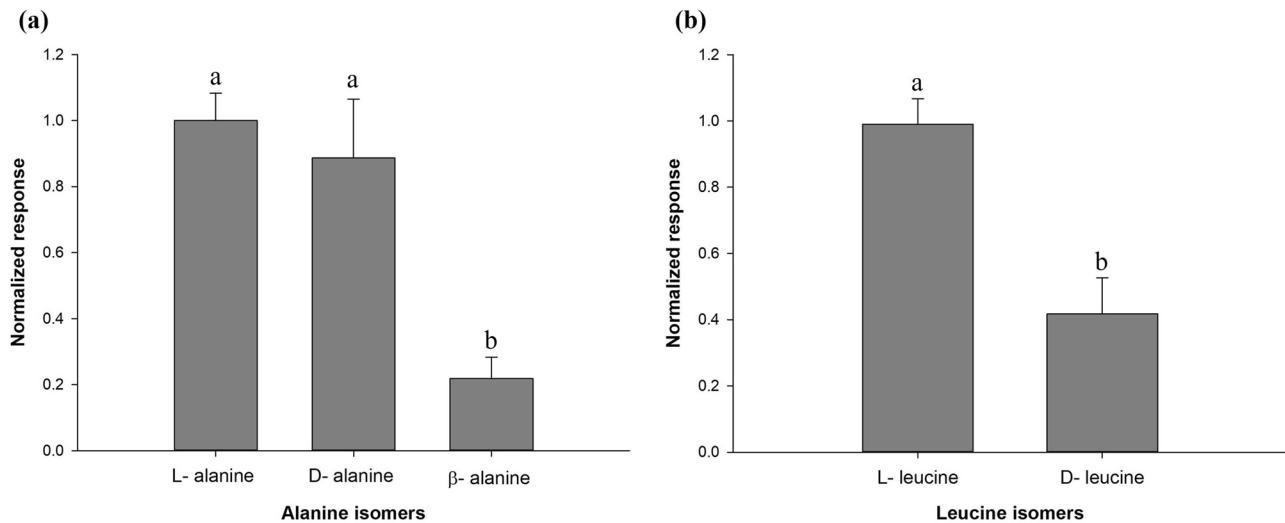 (a)
1.2
1.0
0.8
0.6
0.4
0.2
0.0
Normalized response
a
a
b
L- alanine
D- alanine
β- alanine
Alanine isomers
(b)
1.2
1.0
0.8
0.6
0.4
0.2
0.0
Normalized response
a
b
L- leucine
D- leucine
Leucine isomers